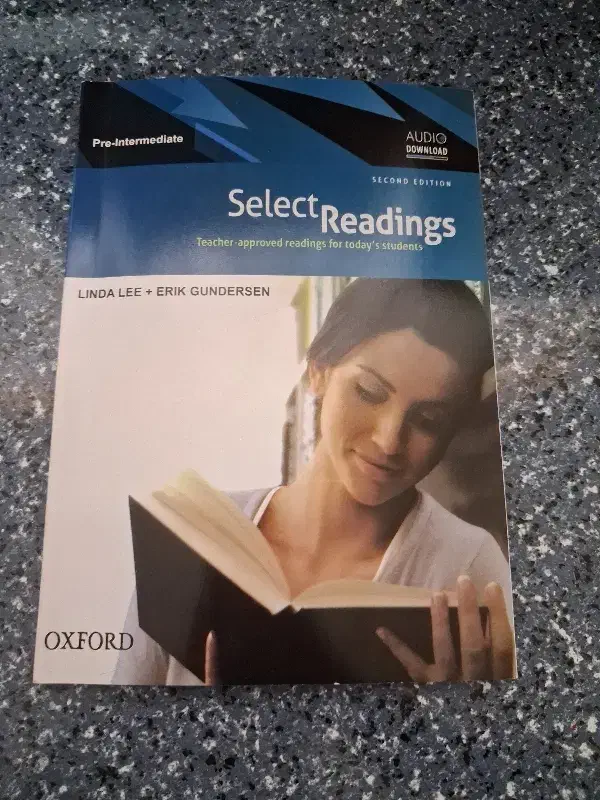 Pre-Intermediate
AUDIO
DOWNLOAD
SECOND EDITION
Select Readings
Teacher-approved readings for today's students
LINDA LEE + ERIK GUNDERSEN
OXFORD